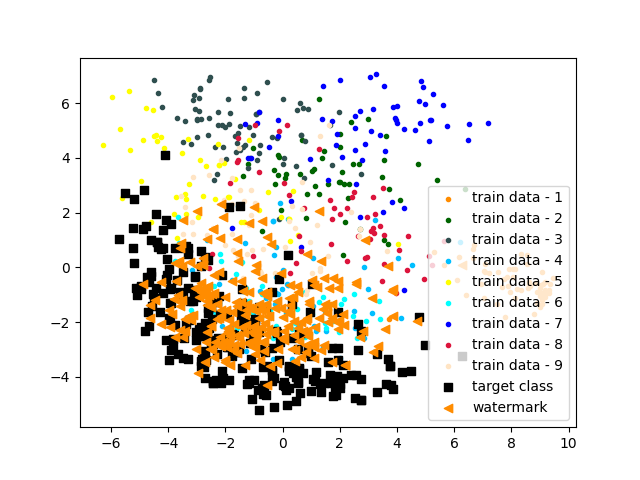 6
4
2
0
−2
−4
−6
−4
−2
0
2
4
6
8
10
train data - 1
train data - 2
train data - 3
train data - 4
train data - 5
train data - 6
train data - 7
train data - 8
train data - 9
target class
watermark